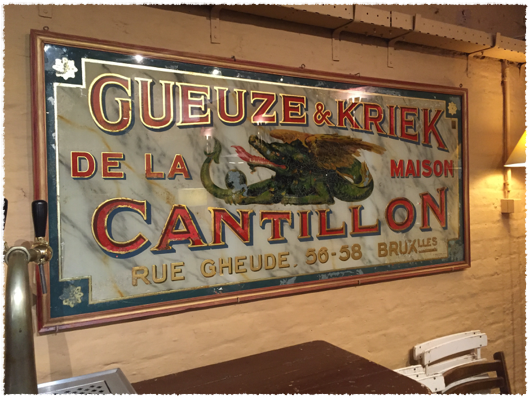 GUEUZE & KRIEK
DE LA MAISON
CANTILLON
RUE GHEUDE. 56-58 BRUXLLES